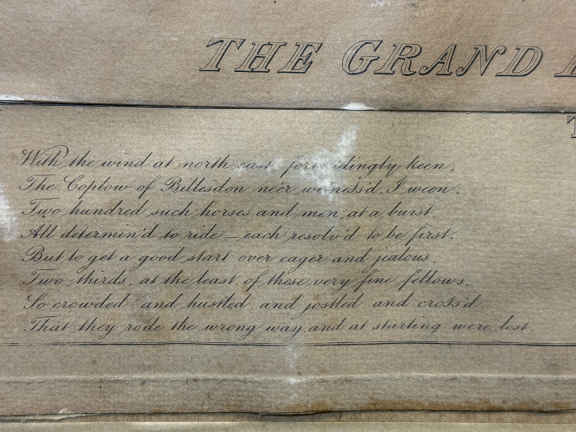 THE GRAND
With the wind at north east, forbidingly keen,
The Coplow of Billesdon ne'er witness'd, I ween,
Two hundred such horses and men, at a burst
All determin'd to ride — each resolv'd to be first.
But to get a good start over eager and jealous,
Two thirds, at the least, of these very fine fellows.
So crowded and hustled and jostled and cross'd
That they rode the wrong way, and at starting were lost